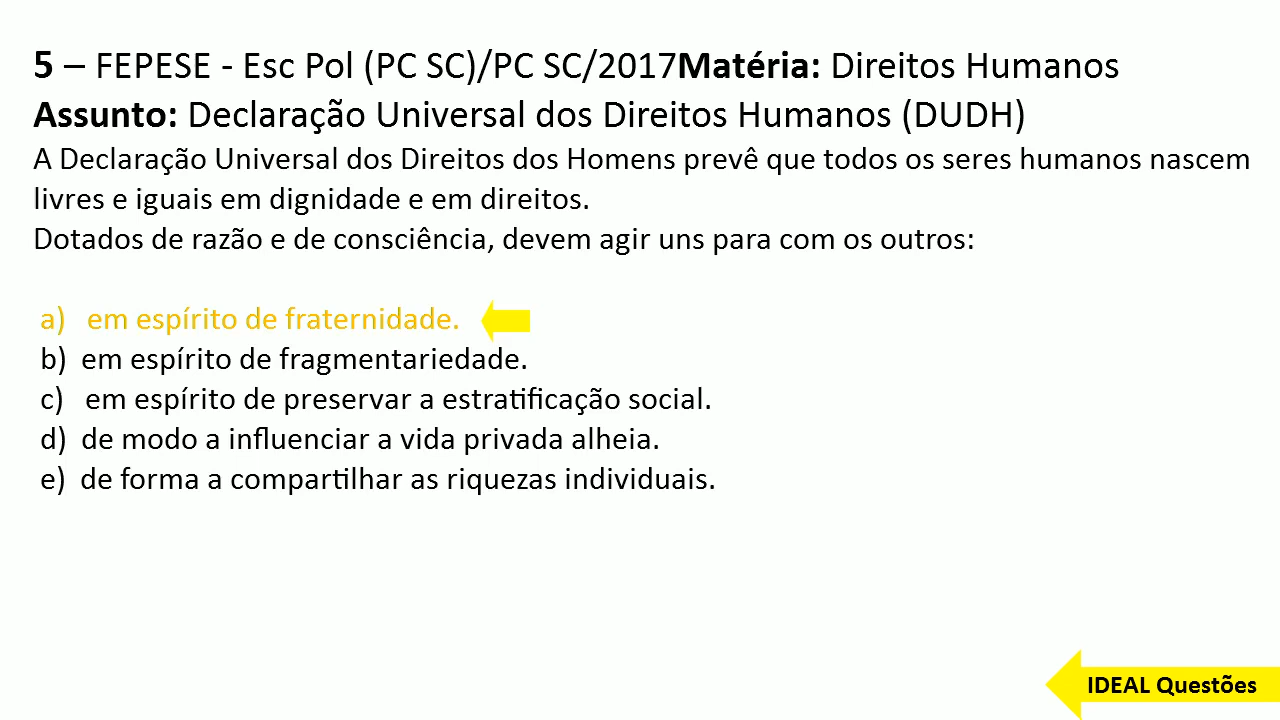 5 – FEPESE - Esc Pol (PC SC)/PC SC/2017Matéria: Direitos Humanos
Assunto: Declaração Universal dos Direitos Humanos (DUDH)
A Declaração Universal dos Direitos dos Homens prevê que todos os seres humanos nascem
livres e iguais em dignidade e em direitos.
Dotados de razão e de consciência, devem agir uns para com os outros:
a) em espírito de fraternidade.
b) em espírito de fragmentariedade.
c) em espírito de preservar a estratificação social.
d) de modo a influenciar a vida privada alheia.
e) de forma a compartilhar as riquezas individuais.
IDEAL Questões